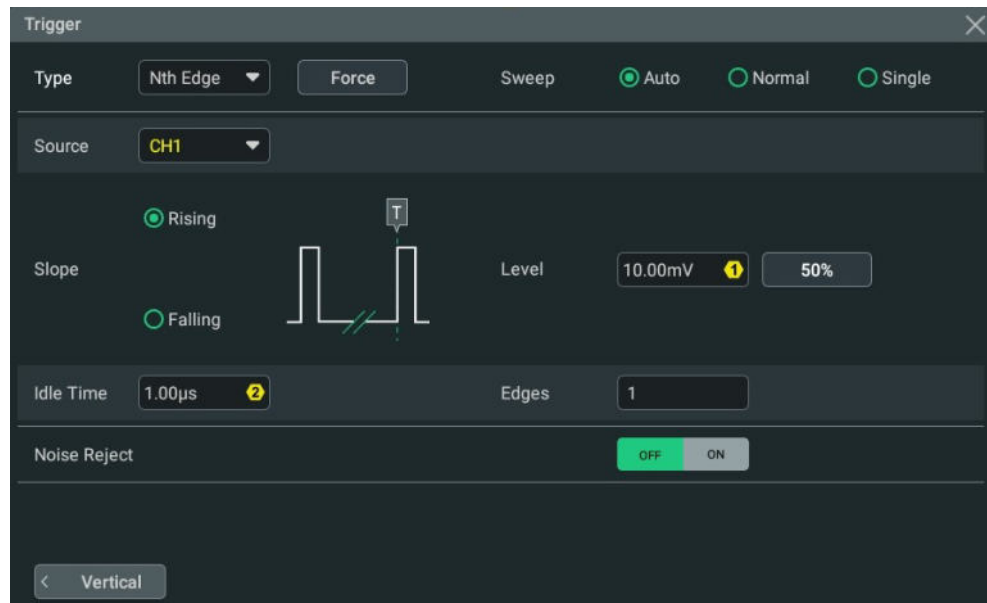 Trigger
Type Nth Edge Force Sweep Auto Normal Single
Source CH1
Rising
T
Slope Level 10.00mV 1 50%
Falling
Idle Time 1.00µs 2 Edges 1
Noise Reject OFF ON
< Vertical